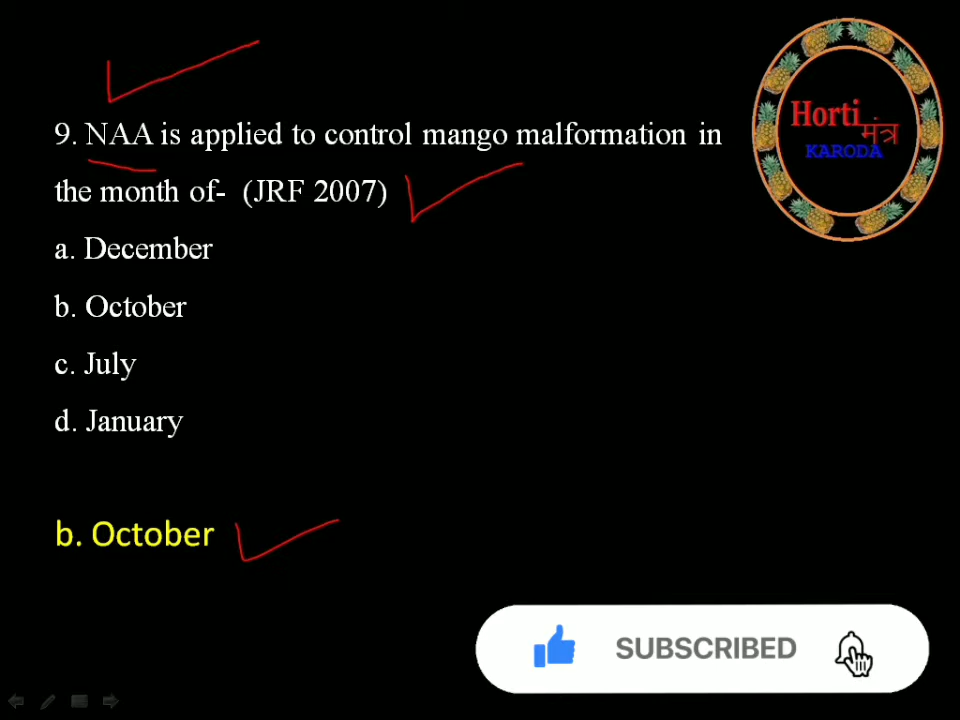 9. NAA is applied to control mango malformation in
the month of- (JRF 2007)
a. December
b. October
c. July
d. January
b. October
Horti
मंत्र
KARODA
SUBSCRIBED